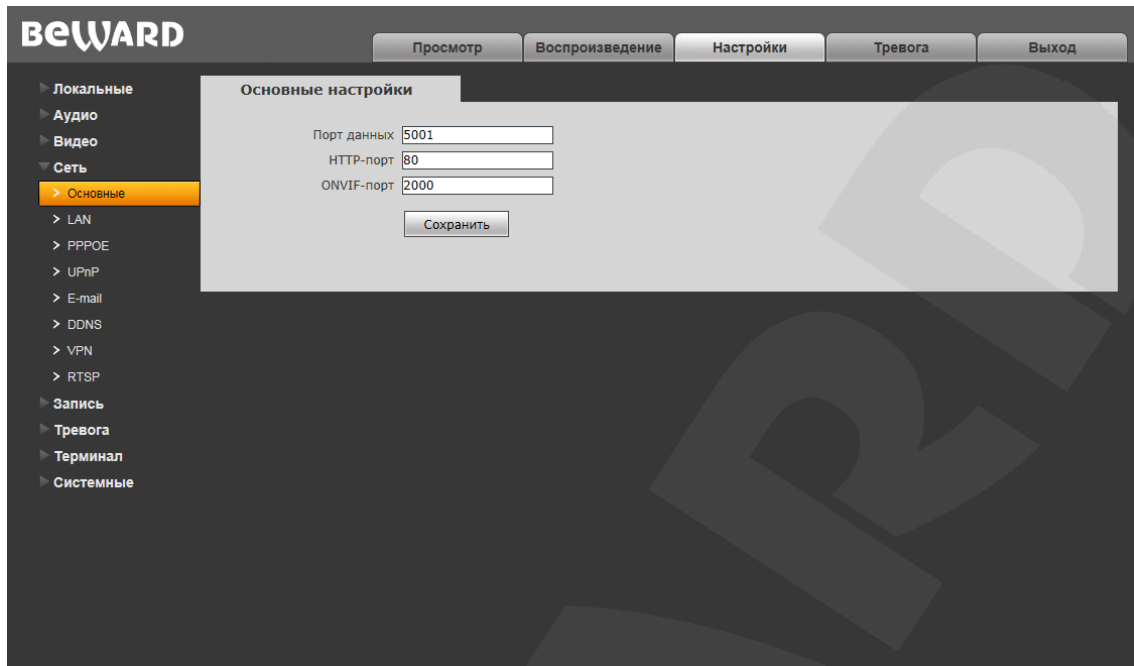 BEWARD
Просмотр
Воспроизведение
Настройки
Тревога
Выход
Локальные
Аудио
Видео
Сеть
> Основные
> LAN
> PPPOE
> UPnP
> E-mail
> DDNS
> VPN
> RTSP
Запись
Тревога
Терминал
Системные
Основные настройки
Порт данных 5001
HTTP-порт 80
ONVIF-порт 2000
Сохранить